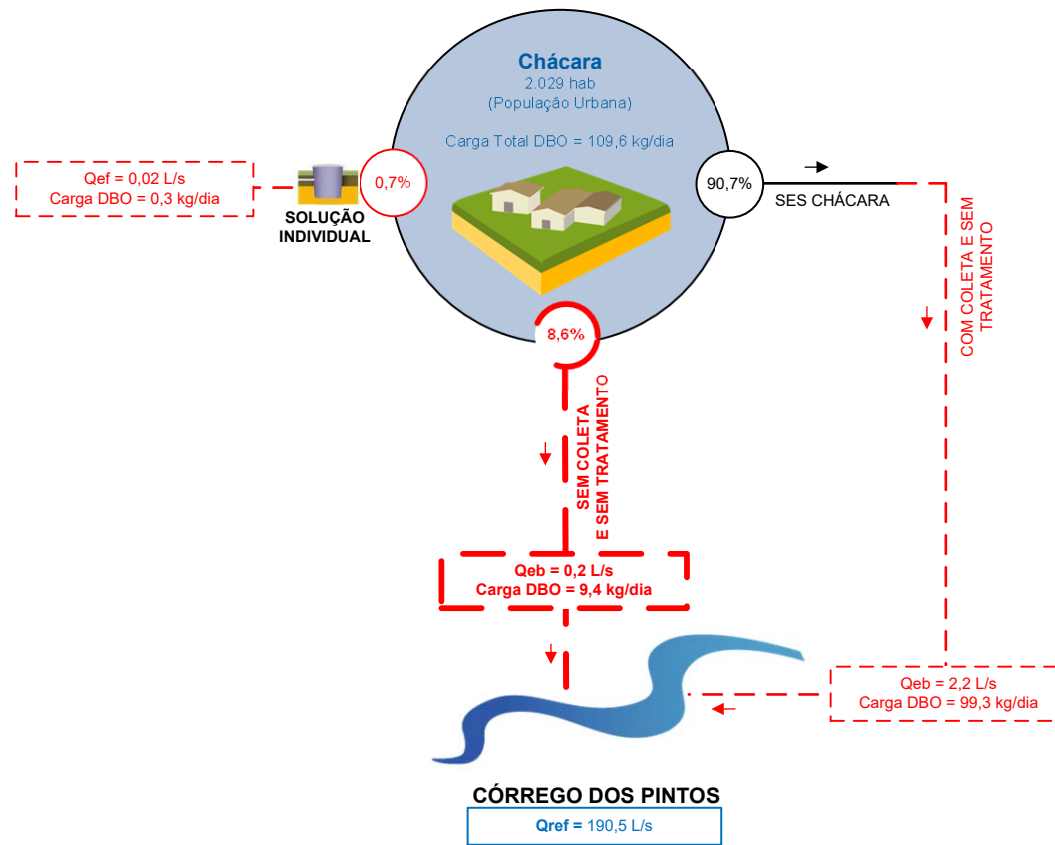 Chácara
2.029 hab
(População Urbana)
Carga Total DBO = 109,6 kg/dia
Qef = 0,02 L/s
Carga DBO = 0,3 kg/dia
SOLUÇÃO
INDIVIDUAL
0,7%
90,7%
SES CHÁCARA
COM COLETA E SEM
TRATAMENTO
8,6%
SEM COLETA
E SEM TRATAMENTO
Qeb = 0,2 L/s
Carga DBO = 9,4 kg/dia
Qeb = 2,2 L/s
Carga DBO = 99,3 kg/dia
CÓRREGO DOS PINTOS
Qref = 190,5 L/s